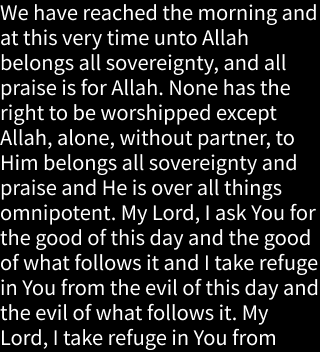 We have reached the morning and
at this very time unto Allah
belongs all sovereignty, and all
praise is for Allah. None has the
right to be worshipped except
Allah, alone, without partner, to
Him belongs all sovereignty and
praise and He is over all things
omnipotent. My Lord, I ask You for
the good of this day and the good
of what follows it and I take refuge
in You from the evil of this day and
the evil of what follows it. My
Lord, I take refuge in You from